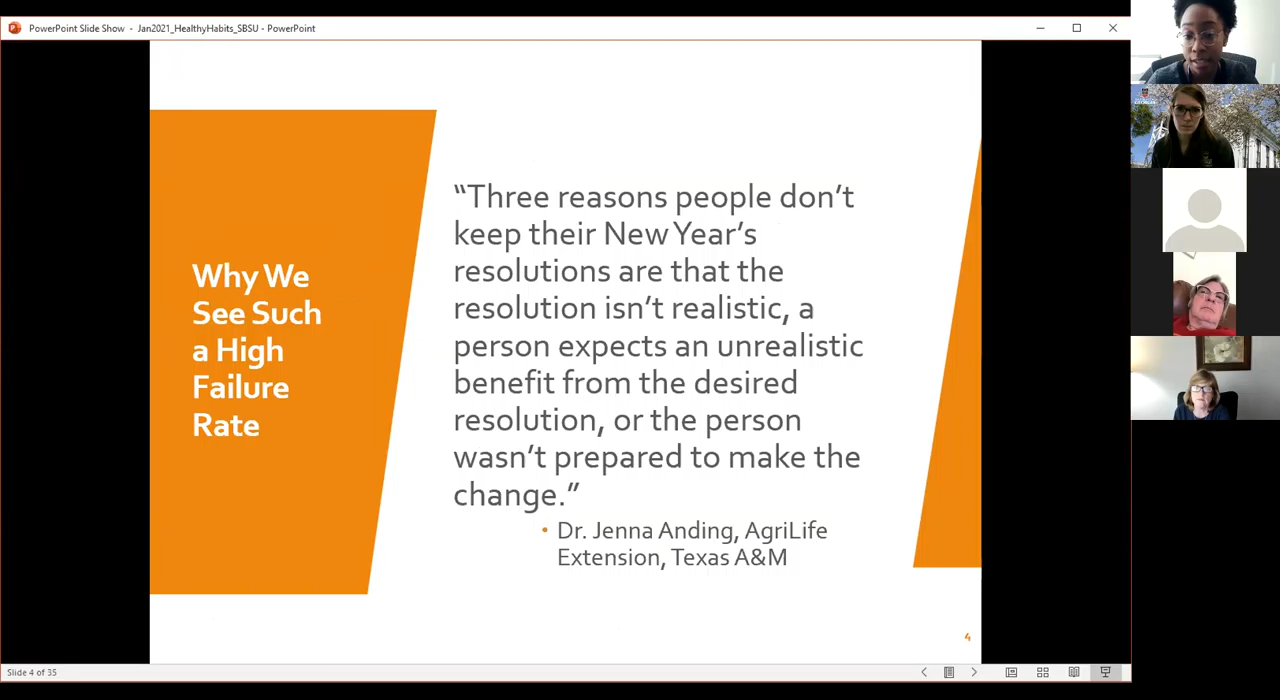 PowerPoint Slide Show - Jan2021_HealthyHabits_SBSU - PowerPoint
Why We
See Such
a High
Failure
Rate
“Three reasons people don’t
keep their New Year’s
resolutions are that the
resolution isn’t realistic, a
person expects an unrealistic
benefit from the desired
resolution, or the person
wasn’t prepared to make the
change.”
• Dr. Jenna Anding, AgriLife
Extension, Texas A&M
4
Slide 4 of 35